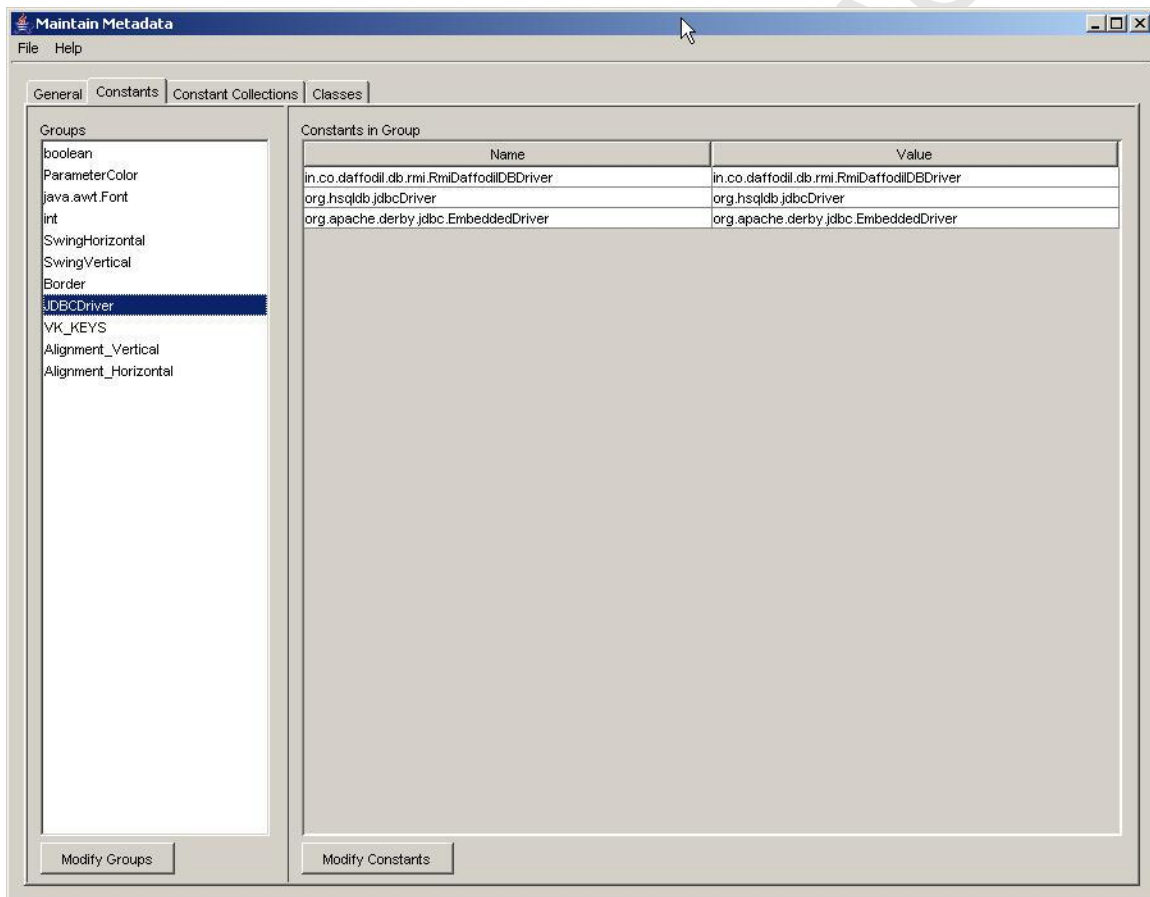 Maintain Metadata
File Help
General Constants Constant Collections Classes
Groups
boolean
ParameterColor
java.awt.Font
int
SwingHorizontal
SwingVertical
Border
JDBCDriver
VK_KEYS
Alignment_Vertical
Alignment_Horizontal
Modify Groups
Constants in Group
Name Value
in.co.daffodil.db.rmi.RmiDaffodilDBDriver in.co.daffodil.db.rmi.RmiDaffodilDBDriver
org.hsqldb.jdbcDriver org.hsqldb.jdbcDriver
org.apache.derby.jdbc.EmbeddedDriver org.apache.derby.jdbc.EmbeddedDriver
Modify Constants